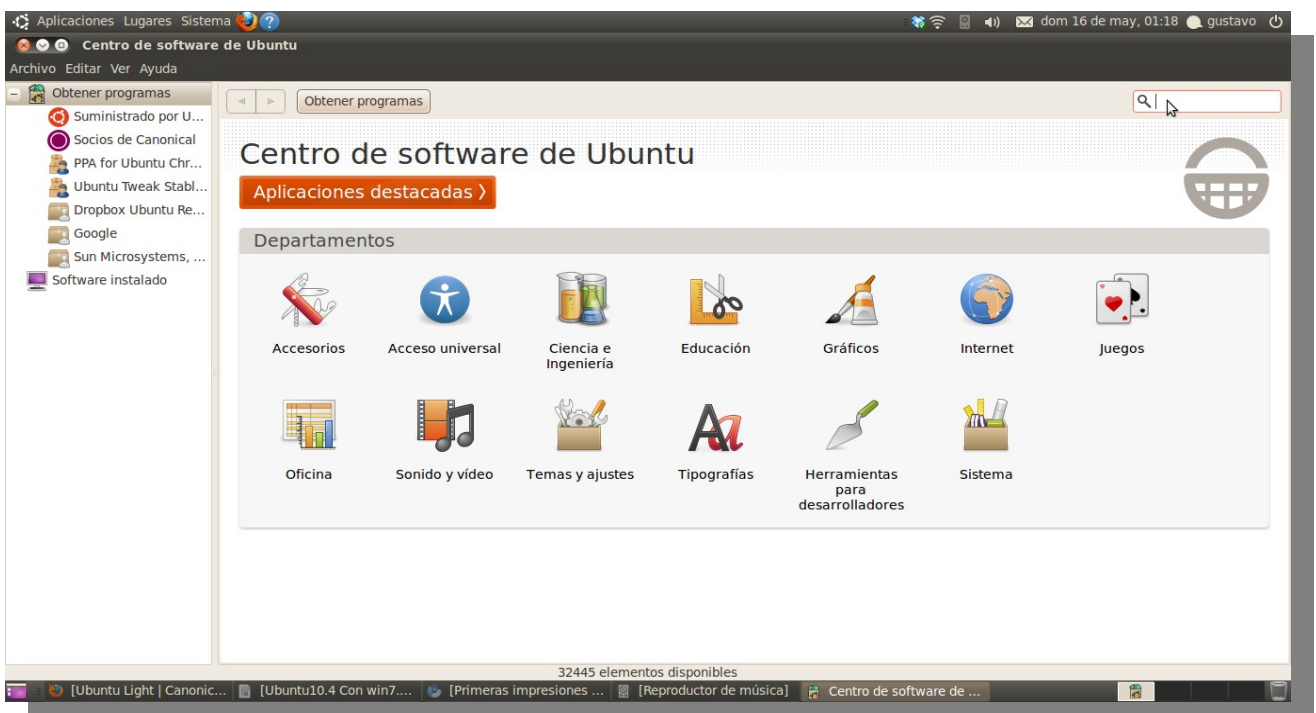 Aplicaciones Lugares Sistema dom 16 de may, 01:18 gustavo
Centro de software de Ubuntu
Archivo Editar Ver Ayuda
Obtener programas
Suministrado por U...
Socios de Canonical
PPA for Ubuntu Chr...
Ubuntu Tweak Stabl...
Dropbox Ubuntu Re...
Google
Sun Microsystems, ...
Software instalado
Obtener programas
Centro de software de Ubuntu
Aplicaciones destacadas
Departamentos
Accesorios Acceso universal Ciencia e Ingeniería Educación Gráficos Internet Juegos
Oficina Sonido y vídeo Temas y ajustes Tipografías Herramientas para desarrolladores Sistema
32445 elementos disponibles
[Ubuntu Light | Canonic... [Ubuntu10.4 Con win7.... [Primeras impresiones ... [Reproductor de música] Centro de software de ...